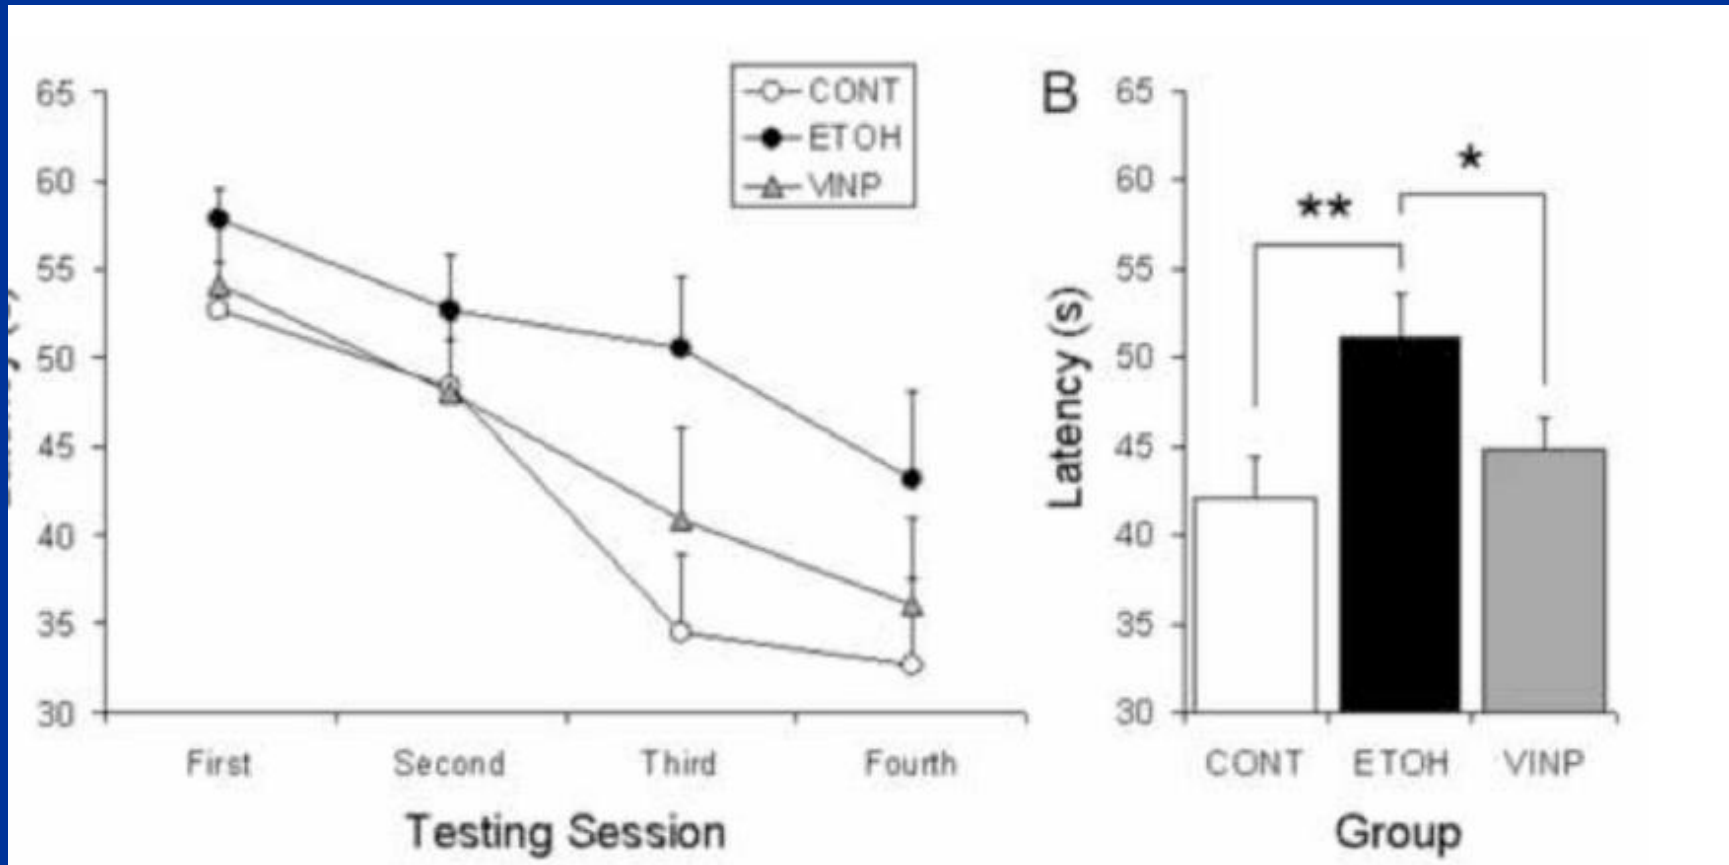 65
60
55
50
45
40
35
30
First
Second
Third
Fourth
Testing Session
CONT
ETOH
VINP
B
Latency (s)
65
60
55
50
45
40
35
30
**
*
CONT
ETOH
VINP
Group